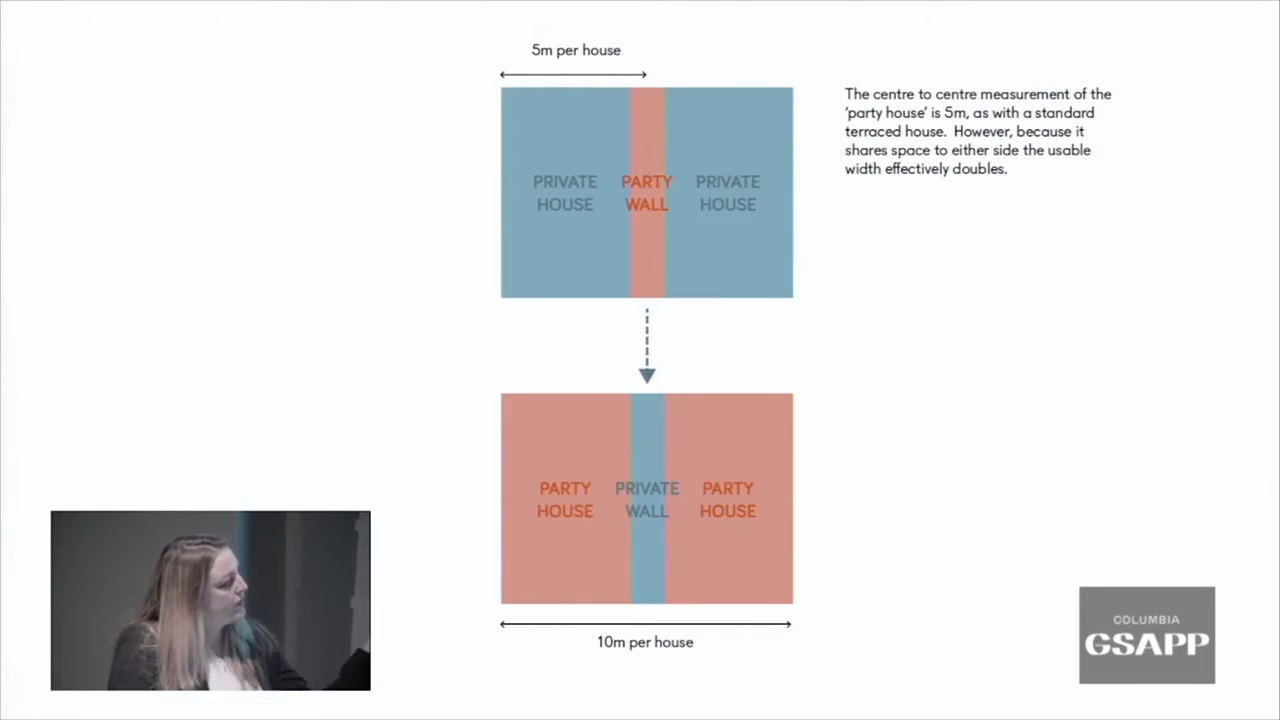 5m per house
The centre to centre measurement of the
‘party house’ is 5m, as with a standard
terraced house.  However, because it
shares space to either side the usable
width effectively doubles.
PRIVATE HOUSE
PARTY WALL
PRIVATE HOUSE
PARTY HOUSE
PRIVATE WALL
PARTY HOUSE
10m per house
COLUMBIA
GSAPP